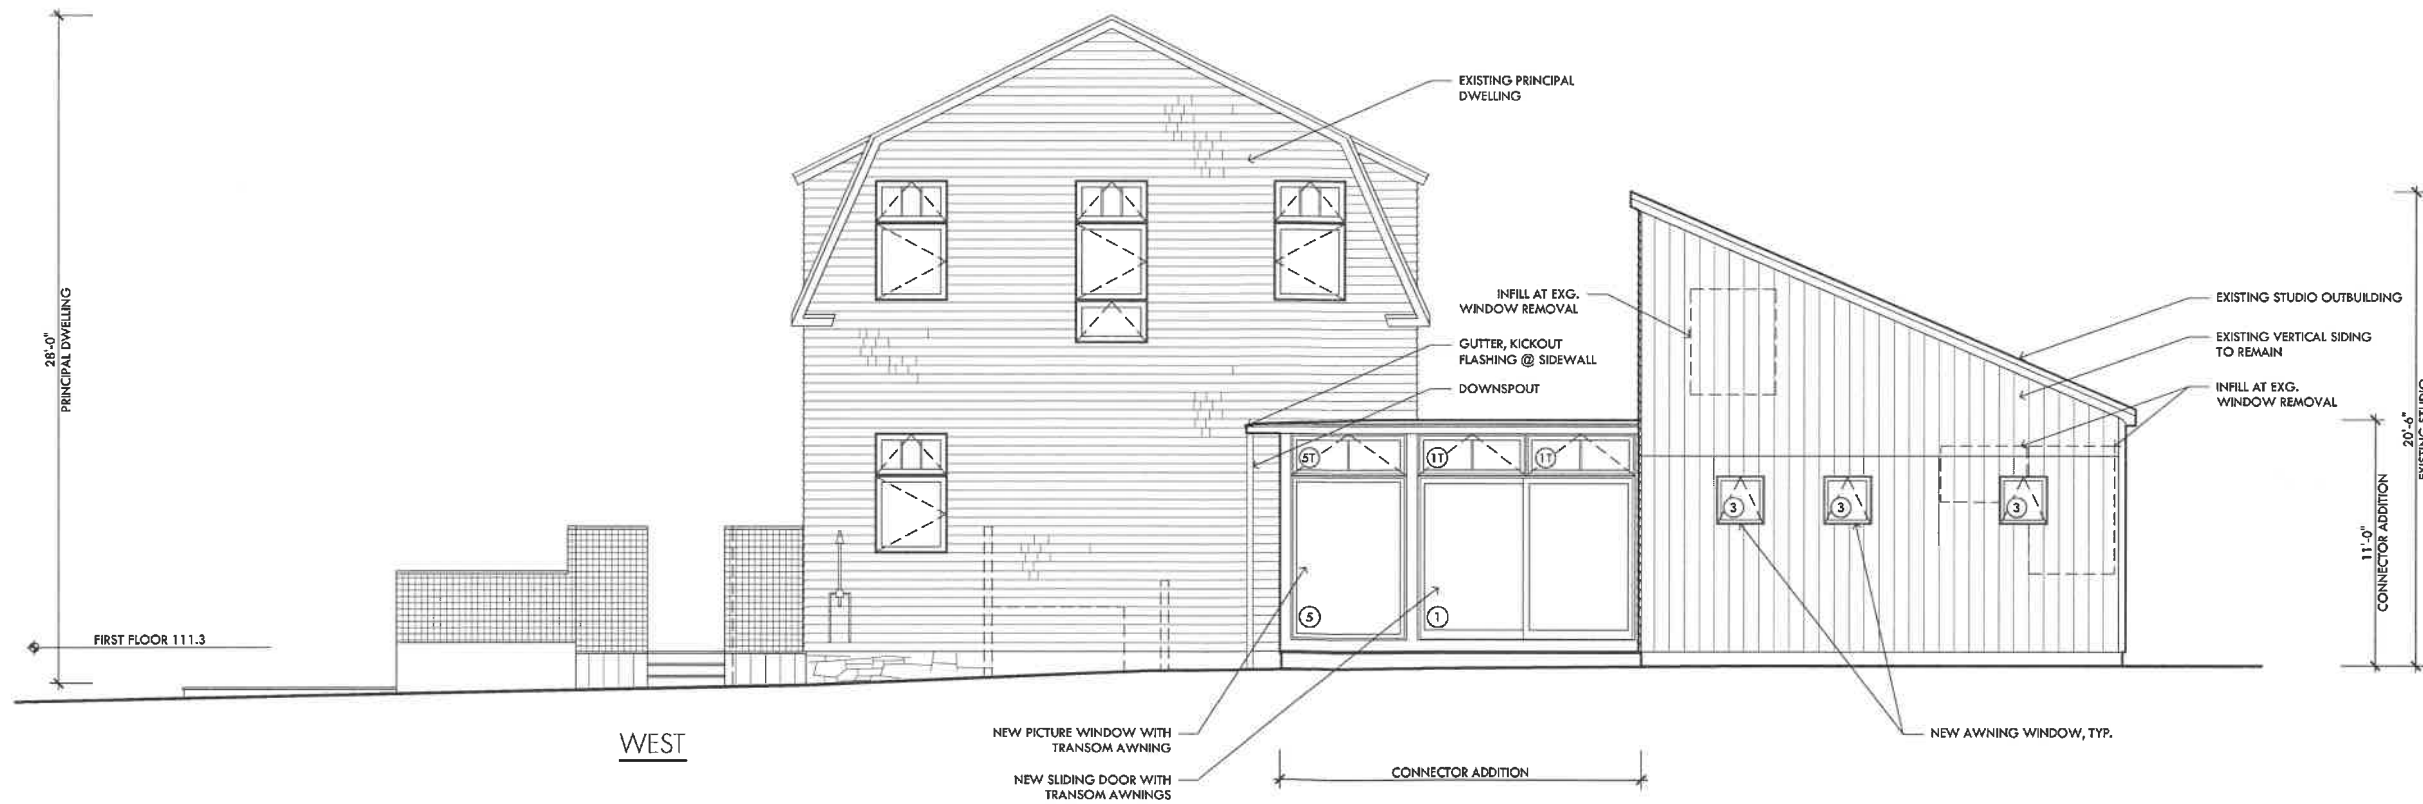 EXISTING PRINCIPAL
DWELLING
28'-0"
PRINCIPAL DWELLING
INFILL AT EXG.
WINDOW REMOVAL
EXISTING STUDIO OUTBUILDING
EXISTING VERTICAL SIDING
TO REMAIN
GUTTER, KICKOUT
FLASHING @ SIDEWALL
DOWNSPOUT
INFILL AT EXG.
WINDOW REMOVAL
20'-6"
EXISTING STUDIO
5T
1T
1T
3
3
3
11'-0"
CONNECTOR ADDITION
5
1
FIRST FLOOR 111.3
WEST
NEW PICTURE WINDOW WITH
TRANSOM AWNING
NEW SLIDING DOOR WITH
TRANSOM AWNINGS
CONNECTOR ADDITION
NEW AWNING WINDOW, TYP.